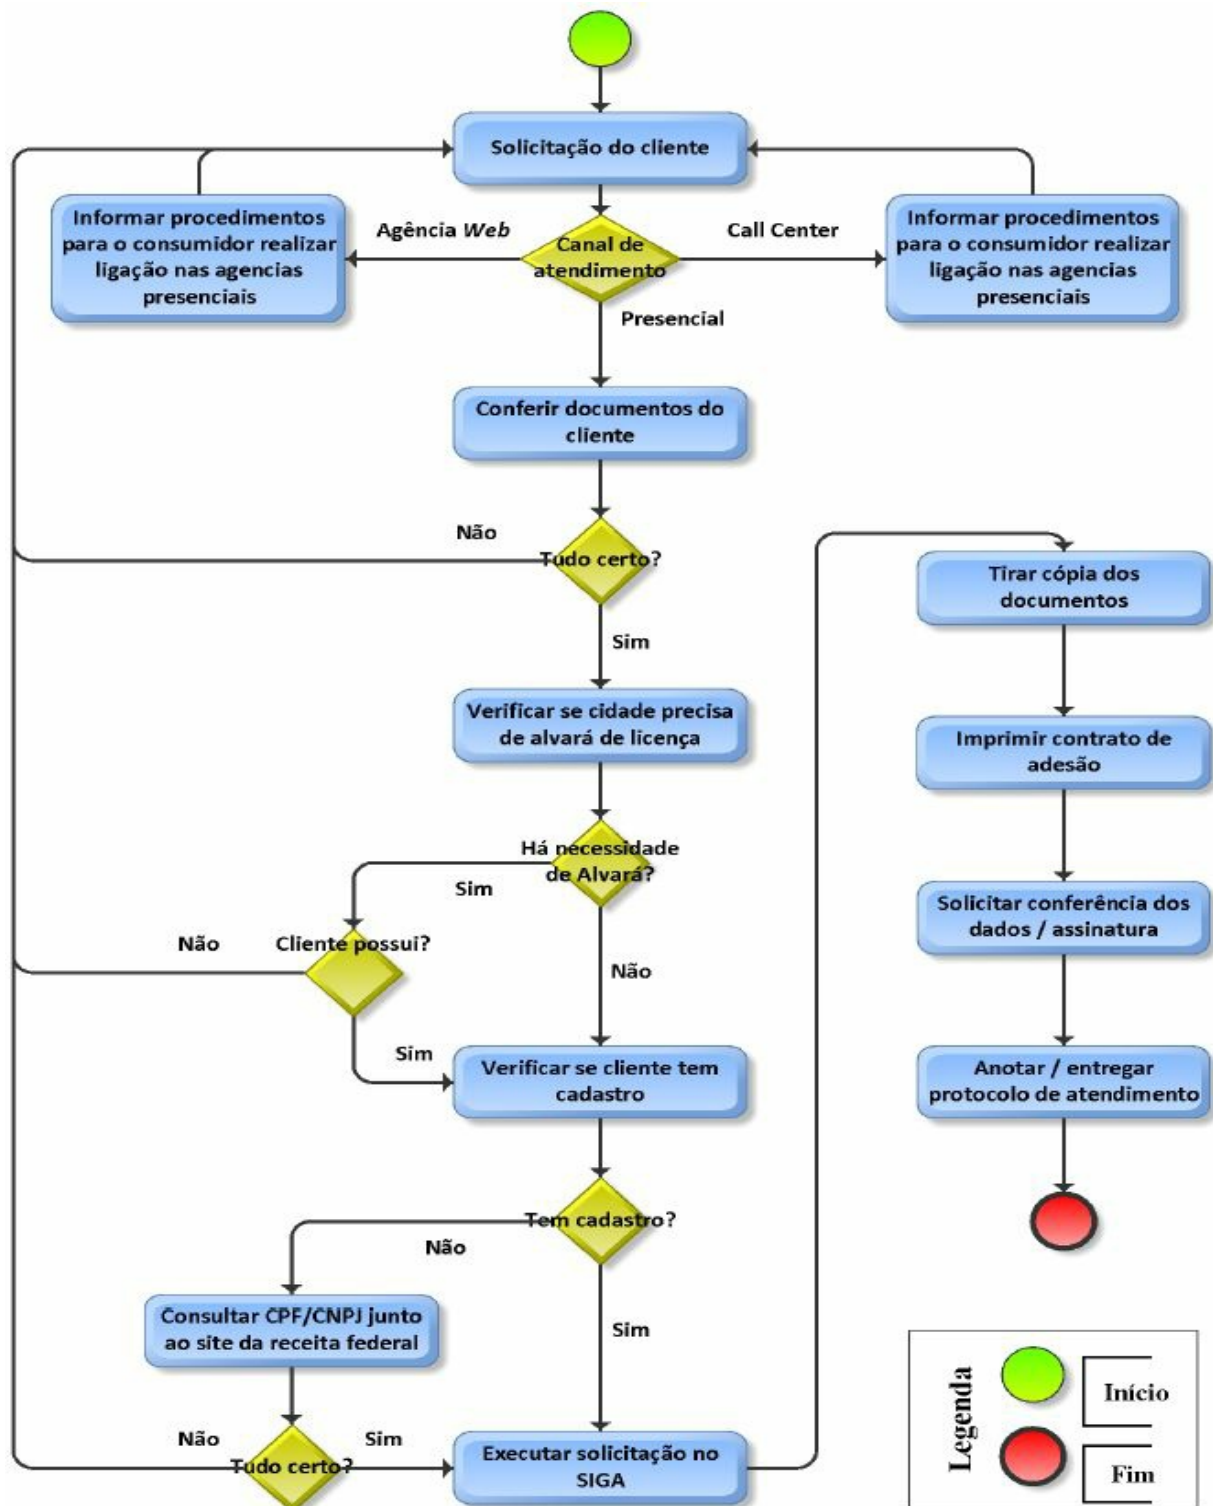 Solicitação do cliente
Informar procedimentos
para o consumidor realizar
ligação nas agencias
presenciais
Agência Web
Canal de
atendimento
Call Center
Informar procedimentos
para o consumidor realizar
ligação nas agencias
presenciais
Presencial
Conferir documentos do
cliente
Não
Tudo certo?
Sim
Verificar se cidade precisa
de alvará de licença
Há necessidade
de Alvará?
Sim
Não
Cliente possui?
Não
Sim
Verificar se cliente tem
cadastro
Tem cadastro?
Não
Consultar CPF/CNPJ junto
ao site da receita federal
Sim
Não
Tudo certo?
Sim
Executar solicitação no
SIGA
Tirar cópia dos
documentos
Imprimir contrato de
adesão
Solicitar conferência dos
dados / assinatura
Anotar / entregar
protocolo de atendimento
Legenda
Início
Fim